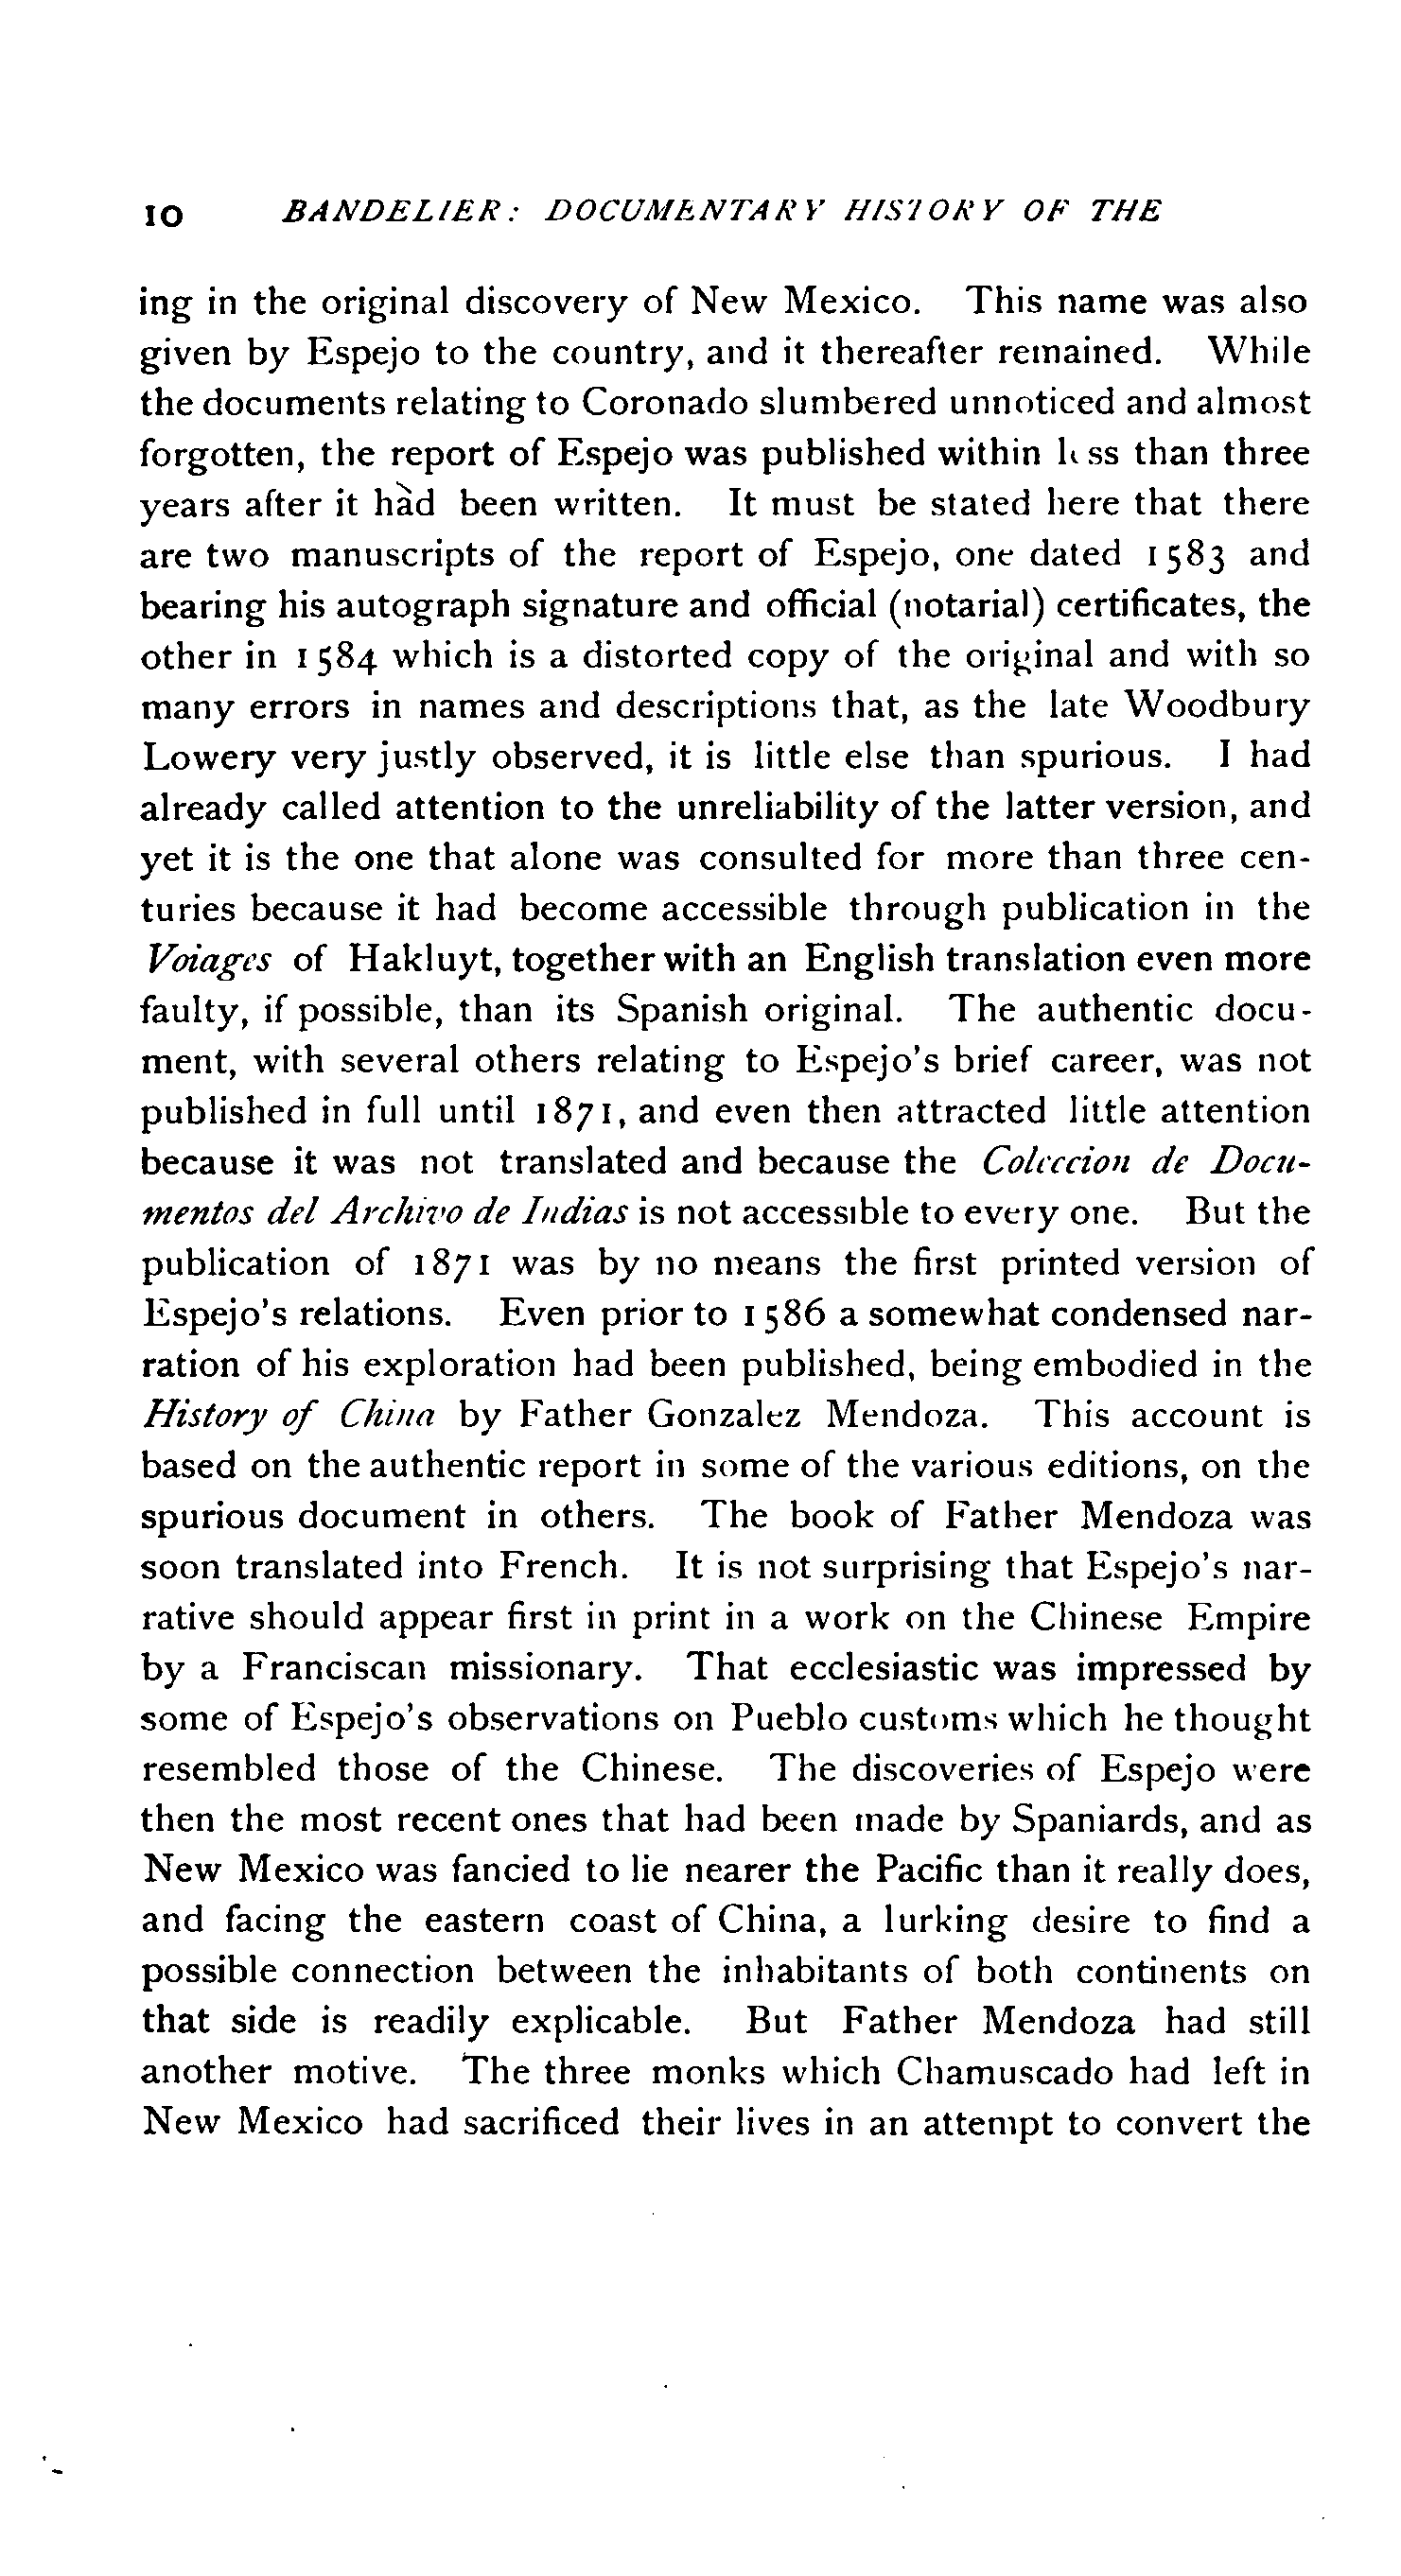 10 BANDELIER: DOCUMENTARY HISTORY OF THE
ing in the original discovery of New Mexico. This name was also
given by Espejo to the country, and it thereafter remained. While
the documents relating to Coronado slumbered unnoticed and almost
forgotten, the report of Espejo was published within less than three
years after it had been written. It must be stated here that there
are two manuscripts of the report of Espejo, one dated 1583 and
bearing his autograph signature and official (notarial) certificates, the
other in 1584 which is a distorted copy of the original and with so
many errors in names and descriptions that, as the late Woodbury
Lowery very justly observed, it is little else than spurious. I had
already called attention to the unreliability of the latter version, and
yet it is the one that alone was consulted for more than three cen-
turies because it had become accessible through publication in the
Voiages of Hakluyt, together with an English translation even more
faulty, if possible, than its Spanish original. The authentic docu-
ment, with several others relating to Espejo's brief career, was not
published in full until 1871, and even then attracted little attention
because it was not translated and because the Coleccion de Docu-
mentos del Archivo de Indias is not accessible to every one. But the
publication of 1871 was by no means the first printed version of
Espejo's relations. Even prior to 1586 a somewhat condensed nar-
ration of his exploration had been published, being embodied in the
History of China by Father Gonzalez Mendoza. This account is
based on the authentic report in some of the various editions, on the
spurious document in others. The book of Father Mendoza was
soon translated into French. It is not surprising that Espejo's nar-
rative should appear first in print in a work on the Chinese Empire
by a Franciscan missionary. That ecclesiastic was impressed by
some of Espejo's observations on Pueblo customs which he thought
resembled those of the Chinese. The discoveries of Espejo were
then the most recent ones that had been made by Spaniards, and as
New Mexico was fancied to lie nearer the Pacific than it really does,
and facing the eastern coast of China, a lurking desire to find a
possible connection between the inhabitants of both continents on
that side is readily explicable. But Father Mendoza had still
another motive. The three monks which Chamuscado had left in
New Mexico had sacrificed their lives in an attempt to convert the